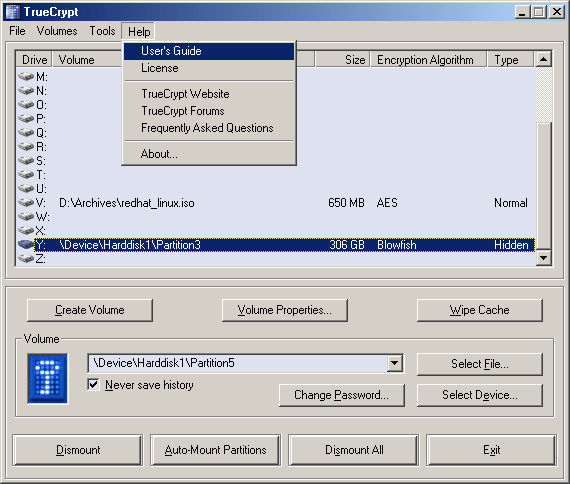 TrueCrypt
File Volumes Tools Help
User's Guide
License
TrueCrypt Website
TrueCrypt Forums
Frequently Asked Questions
About...
Drive Volume Size Encryption Algorithm Type
M:
N:
O:
P:
Q:
R:
S:
T:
U:
V: D:\Archives\redhat_linux.iso 650 MB AES Normal
W:
X:
Y: \Device\Harddisk1\Partition3 306 GB Blowfish Hidden
Z:
Create Volume Volume Properties... Wipe Cache
Volume
\Device\Harddisk1\Partition5 Select File...
Never save history
Change Password... Select Device...
Dismount Auto-Mount Partitions Dismount All Exit